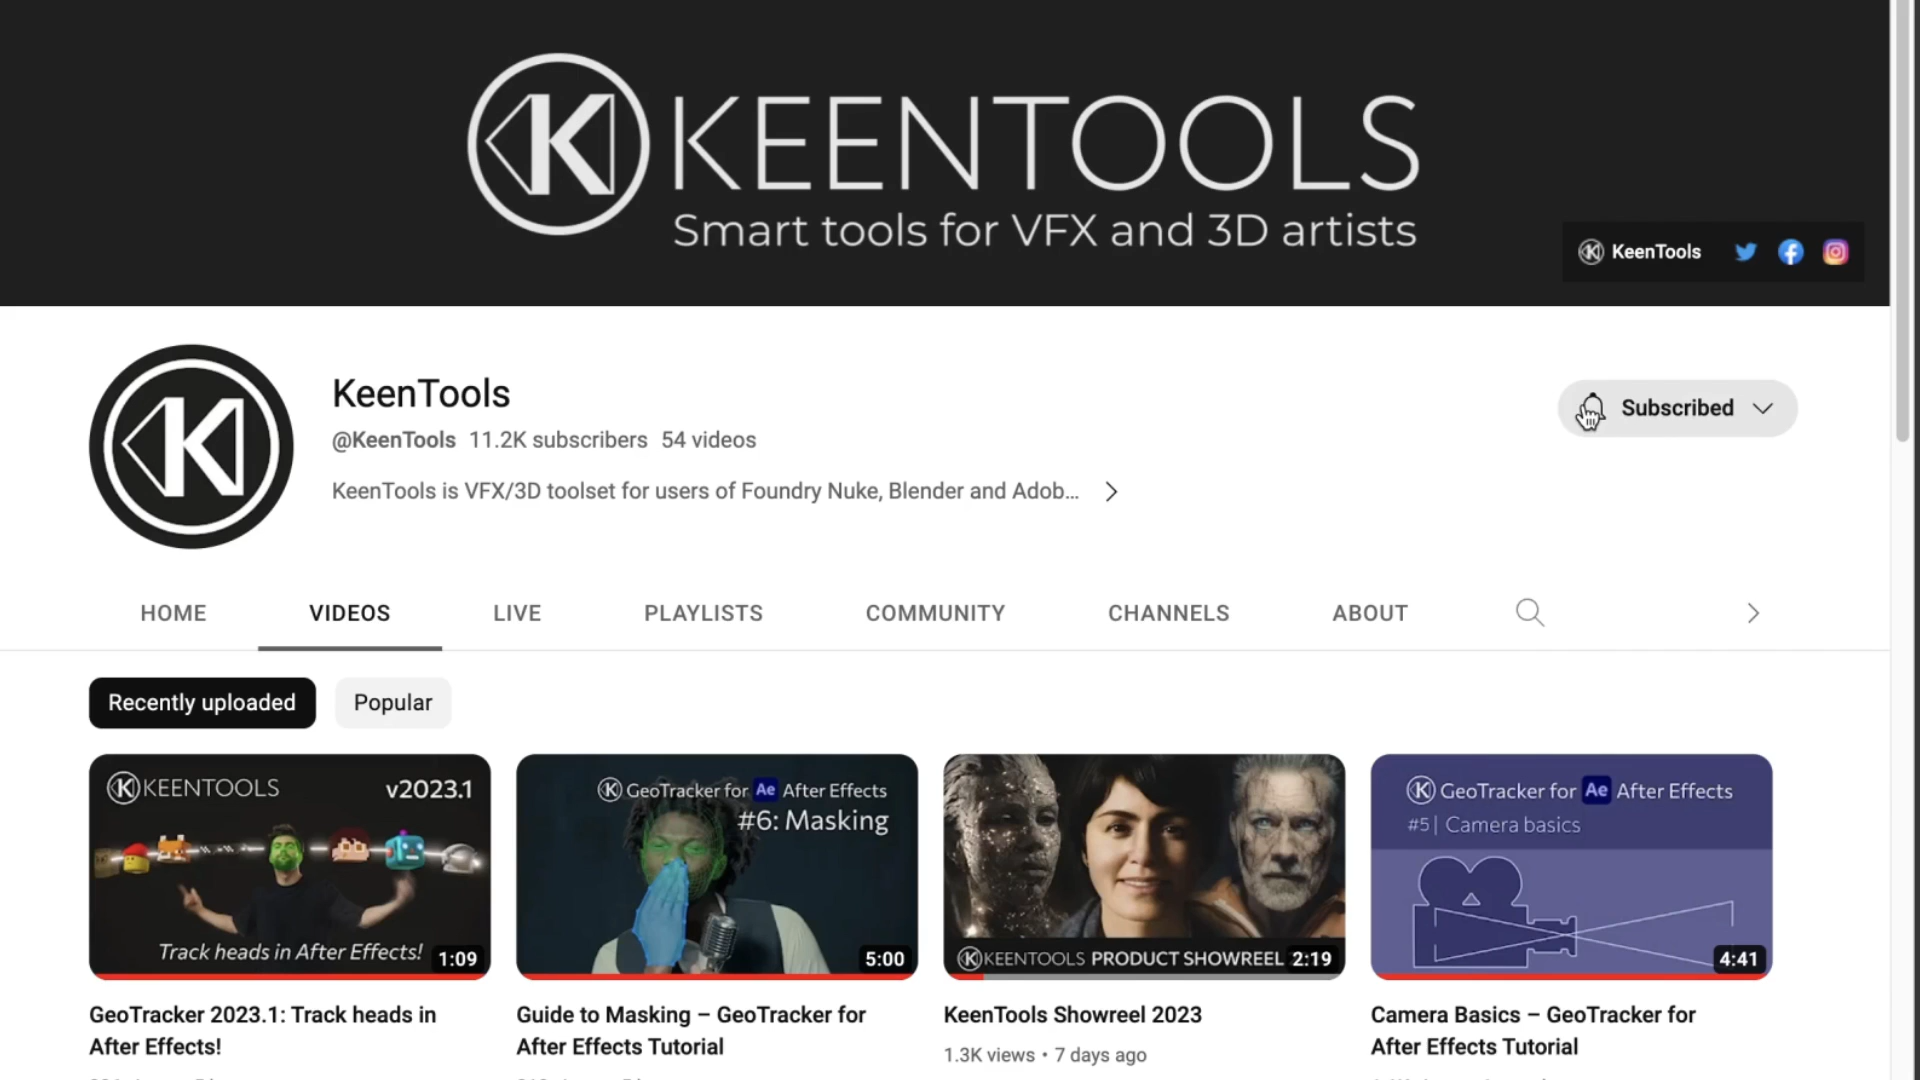 KEENTOOLS
Smart tools for VFX and 3D artists
KeenTools
KeenTools
@KeenTools 11.2K subscribers 54 videos
Subscribed
KeenTools is VFX/3D toolset for users of Foundry Nuke, Blender and Adob...
HOME VIDEOS LIVE PLAYLISTS COMMUNITY CHANNELS ABOUT
Recently uploaded Popular
KEENTOOLS v2023.1
Track heads in After Effects!
1:09
GeoTracker for Ae After Effects
#6: Masking
5:00
KEENTOOLS PRODUCT SHOWREEL
2:19
GeoTracker for Ae After Effects
#5| Camera basics
4:41
GeoTracker 2023.1: Track heads in
After Effects!
Guide to Masking – GeoTracker for
After Effects Tutorial
KeenTools Showreel 2023
1.3K views • 7 days ago
Camera Basics – GeoTracker for
After Effects Tutorial